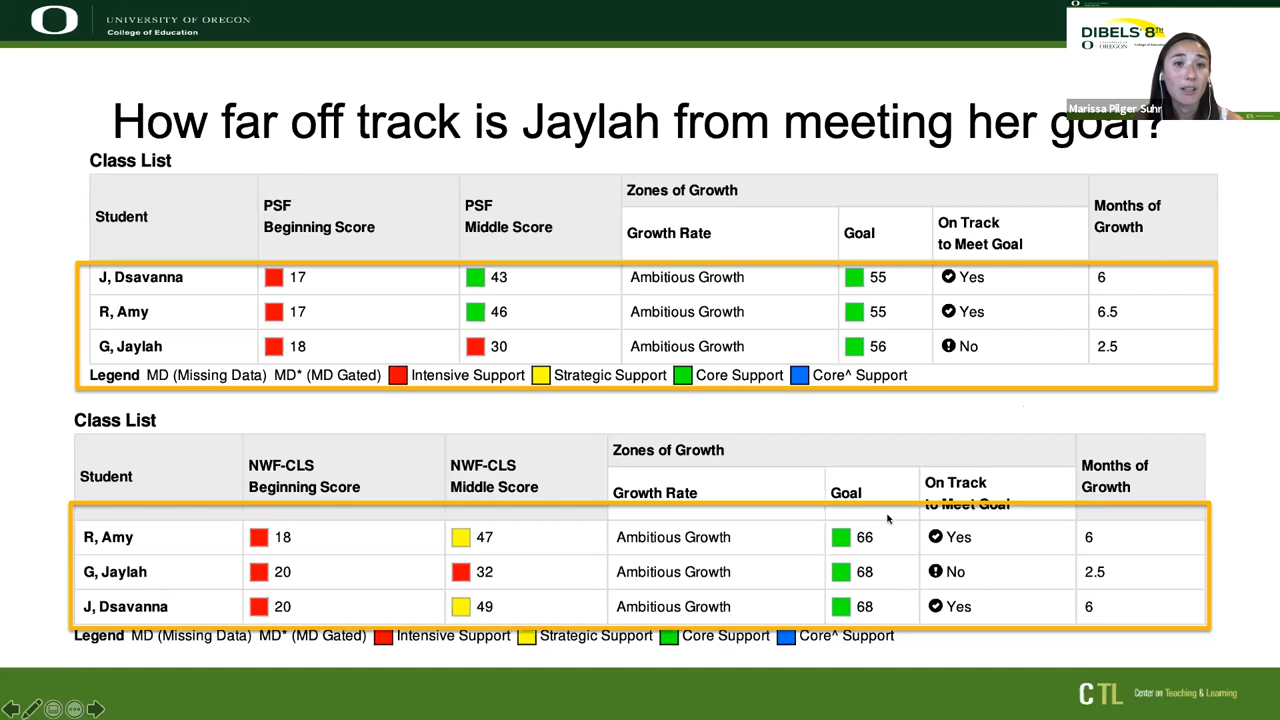 UNIVERSITY OF OREGON
College of Education
DIBELS 8TH
OREGON
Marissa Pilger Suhr
How far off track is Jaylah from meeting her goal?
Class List
Student PSF Beginning Score PSF Middle Score Zones of Growth Months of Growth
Growth Rate Goal On Track to Meet Goal
J, Dsavanna 17 43 Ambitious Growth 55 Yes 6
R, Amy 17 46 Ambitious Growth 55 Yes 6.5
G, Jaylah 18 30 Ambitious Growth 56 No 2.5
Legend MD (Missing Data) MD* (MD Gated) Intensive Support Strategic Support Core Support Core^ Support
Class List
Student NWF-CLS Beginning Score NWF-CLS Middle Score Zones of Growth Months of Growth
Growth Rate Goal On Track to Meet Goal
R, Amy 18 47 Ambitious Growth 66 Yes 6
G, Jaylah 20 32 Ambitious Growth 68 No 2.5
J, Dsavanna 20 49 Ambitious Growth 68 Yes 6
Legend MD (Missing Data) MD* (MD Gated) Intensive Support Strategic Support Core Support Core^ Support
CTL Center on Teaching & Learning